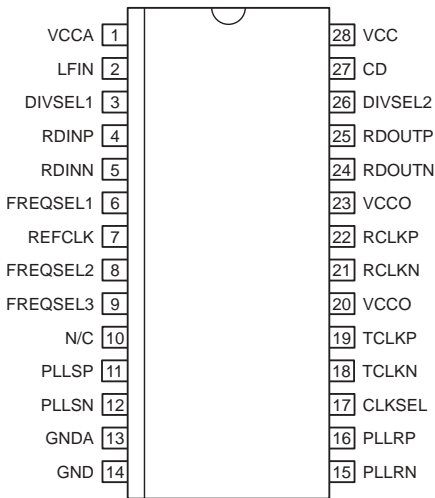 VCCA 1 28 VCC
LFIN 2 27 CD
DIVSEL1 3 26 DIVSEL2
RDINP 4 25 RDOUTP
RDINN 5 24 RDOUTN
FREQSEL1 6 23 VCCO
REFCLK 7 22 RCLKP
FREQSEL2 8 21 RCLKN
FREQSEL3 9 20 VCCO
N/C 10 19 TCLKP
PLLSP 11 18 TCLKN
PLLSN 12 17 CLKSEL
GNDA 13 16 PLLRP
GND 14 15 PLLRN